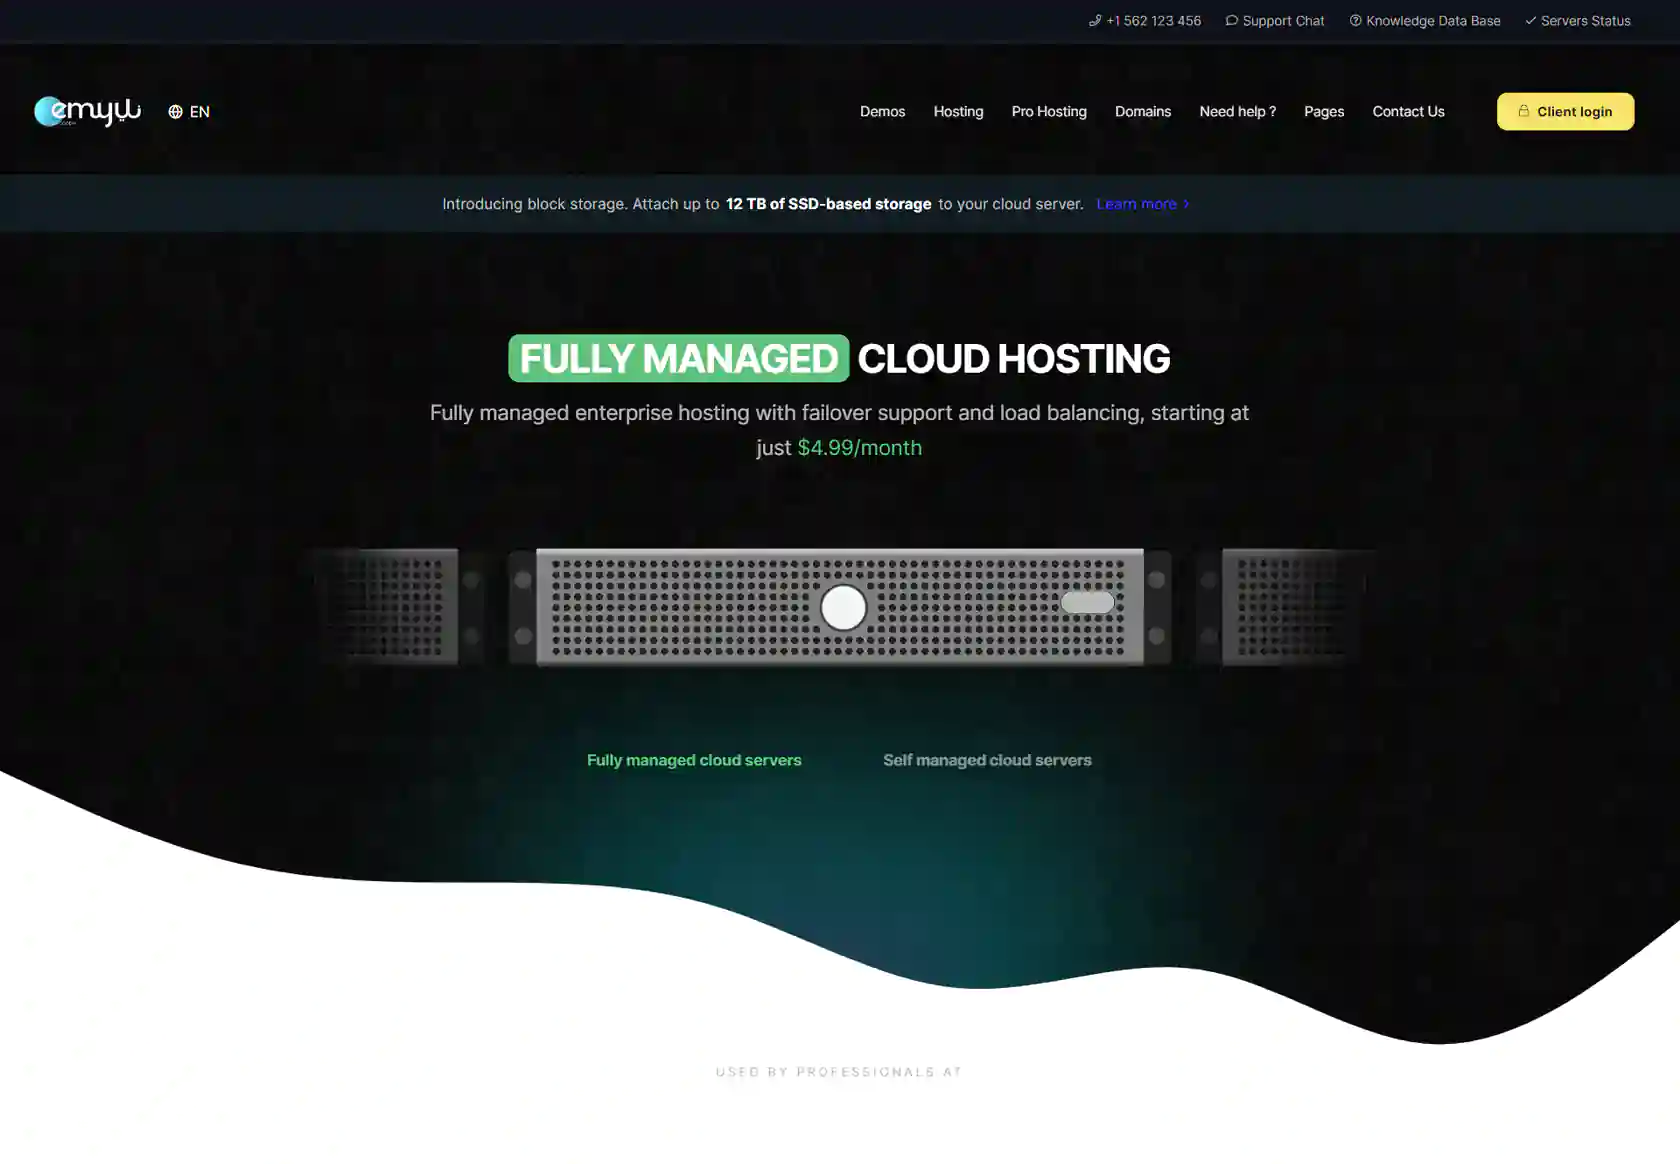 +1 562 123 456 Support Chat Knowledge Data Base Servers Status
EN Demos Hosting Pro Hosting Domains Need help ? Pages Contact Us Client login
Introducing block storage. Attach up to 12 TB of SSD-based storage to your cloud server. Learn more
FULLY MANAGED CLOUD HOSTING
Fully managed enterprise hosting with failover support and load balancing, starting at
just $4.99/month
Fully managed cloud servers Self managed cloud servers
USED BY PROFESSIONALS AT